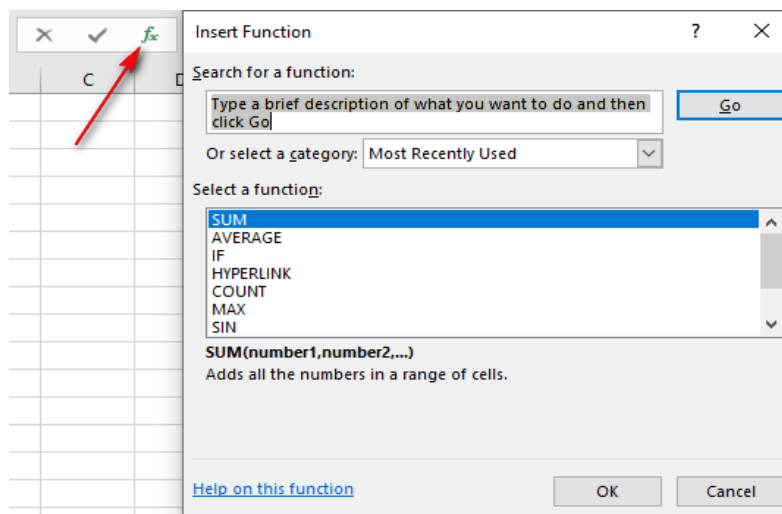 fx
Insert Function ? X
C
Search for a function:
Type a brief description of what you want to do and then
click Go
Go
Or select a category: Most Recently Used
Select a function:
SUM
AVERAGE
IF
HYPERLINK
COUNT
MAX
SIN
SUM(number1,number2,...)
Adds all the numbers in a range of cells.
Help on this function
OK
Cancel